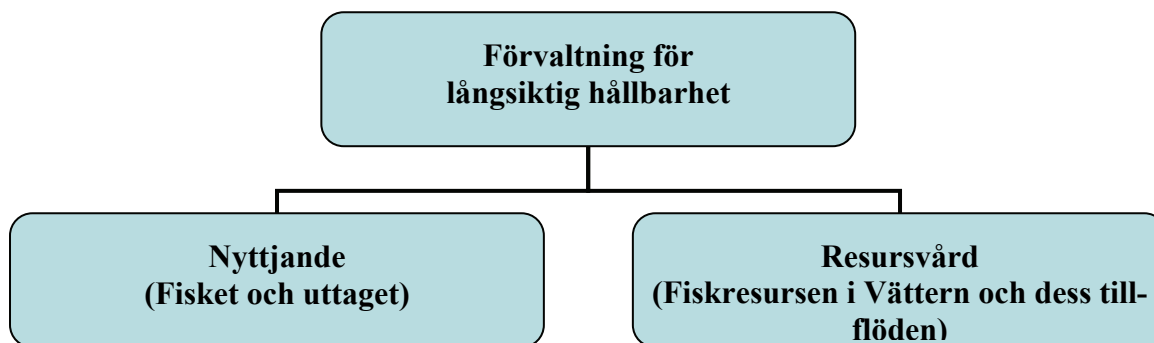 Förvaltning för
långsiktig hållbarhet
Nyttjande
(Fisket och uttaget)
Resursvård
(Fiskresursen i Vättern och dess till-
flöden)